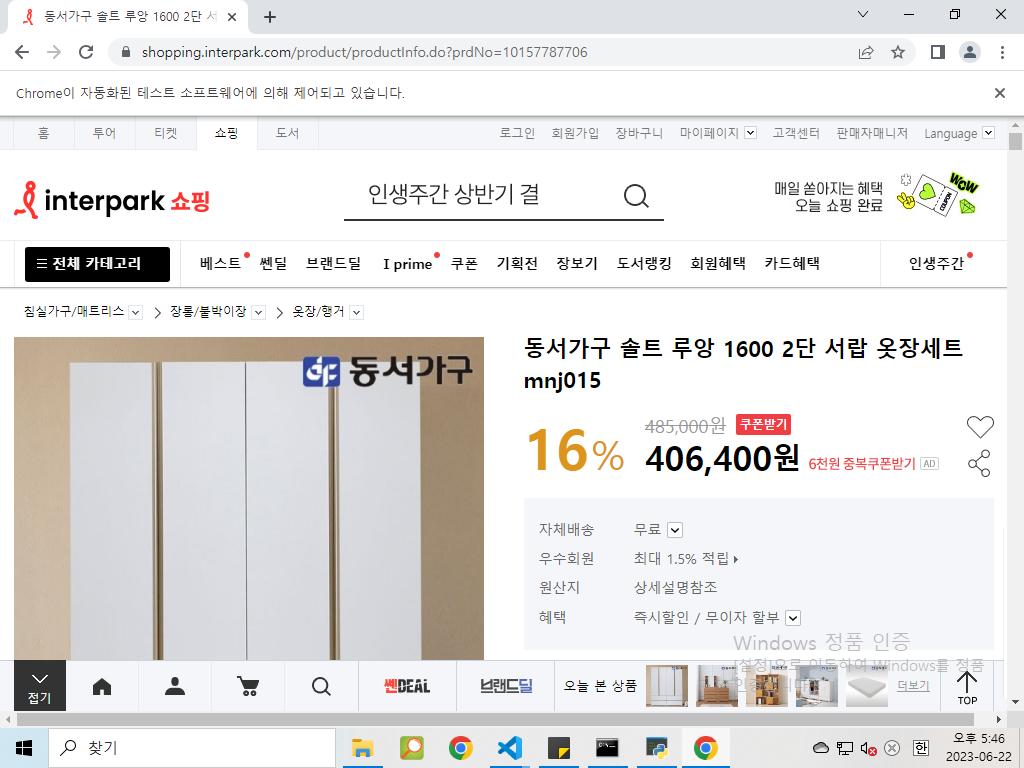 동서가구 솔트 루앙 1600 2단 서
shopping.interpark.com/product/productInfo.do?prdNo=10157787706
Chrome이 자동화된 테스트 소프트웨어에 의해 제어되고 있습니다.
홈 투어 티켓 쇼핑 도서 로그인 회원가입 장바구니 마이페이지 고객센터 판매자매니저 Language
interpark 쇼핑
인생주간 상반기 결
매일 쏟아지는 혜택
오늘 쇼핑 완료
WOW
COUPON
전체 카테고리 베스트 쎈딜 브랜드딜 I prime 쿠폰 기획전 장보기 도서랭킹 회원혜택 카드혜택 인생주간
침실가구/매트리스 장롱/붙박이장 옷장/행거
동서가구
동서가구 솔트 루앙 1600 2단 서랍 옷장세트
mnj015
16%
485,000원 쿠폰받기
406,400원 6천원 중복쿠폰받기 AD
자체배송 무료
우수회원 최대 1.5% 적립
원산지 상세설명참조
혜택 즉시할인 / 무이자 할부
Windows 정품 인증
[설정]으로 이동하여 Windows를 정품
접기
쎈DEAL
브랜드딜
오늘 본 상품
더보기
TOP
찾기
한
오후 5:46
2023-06-22